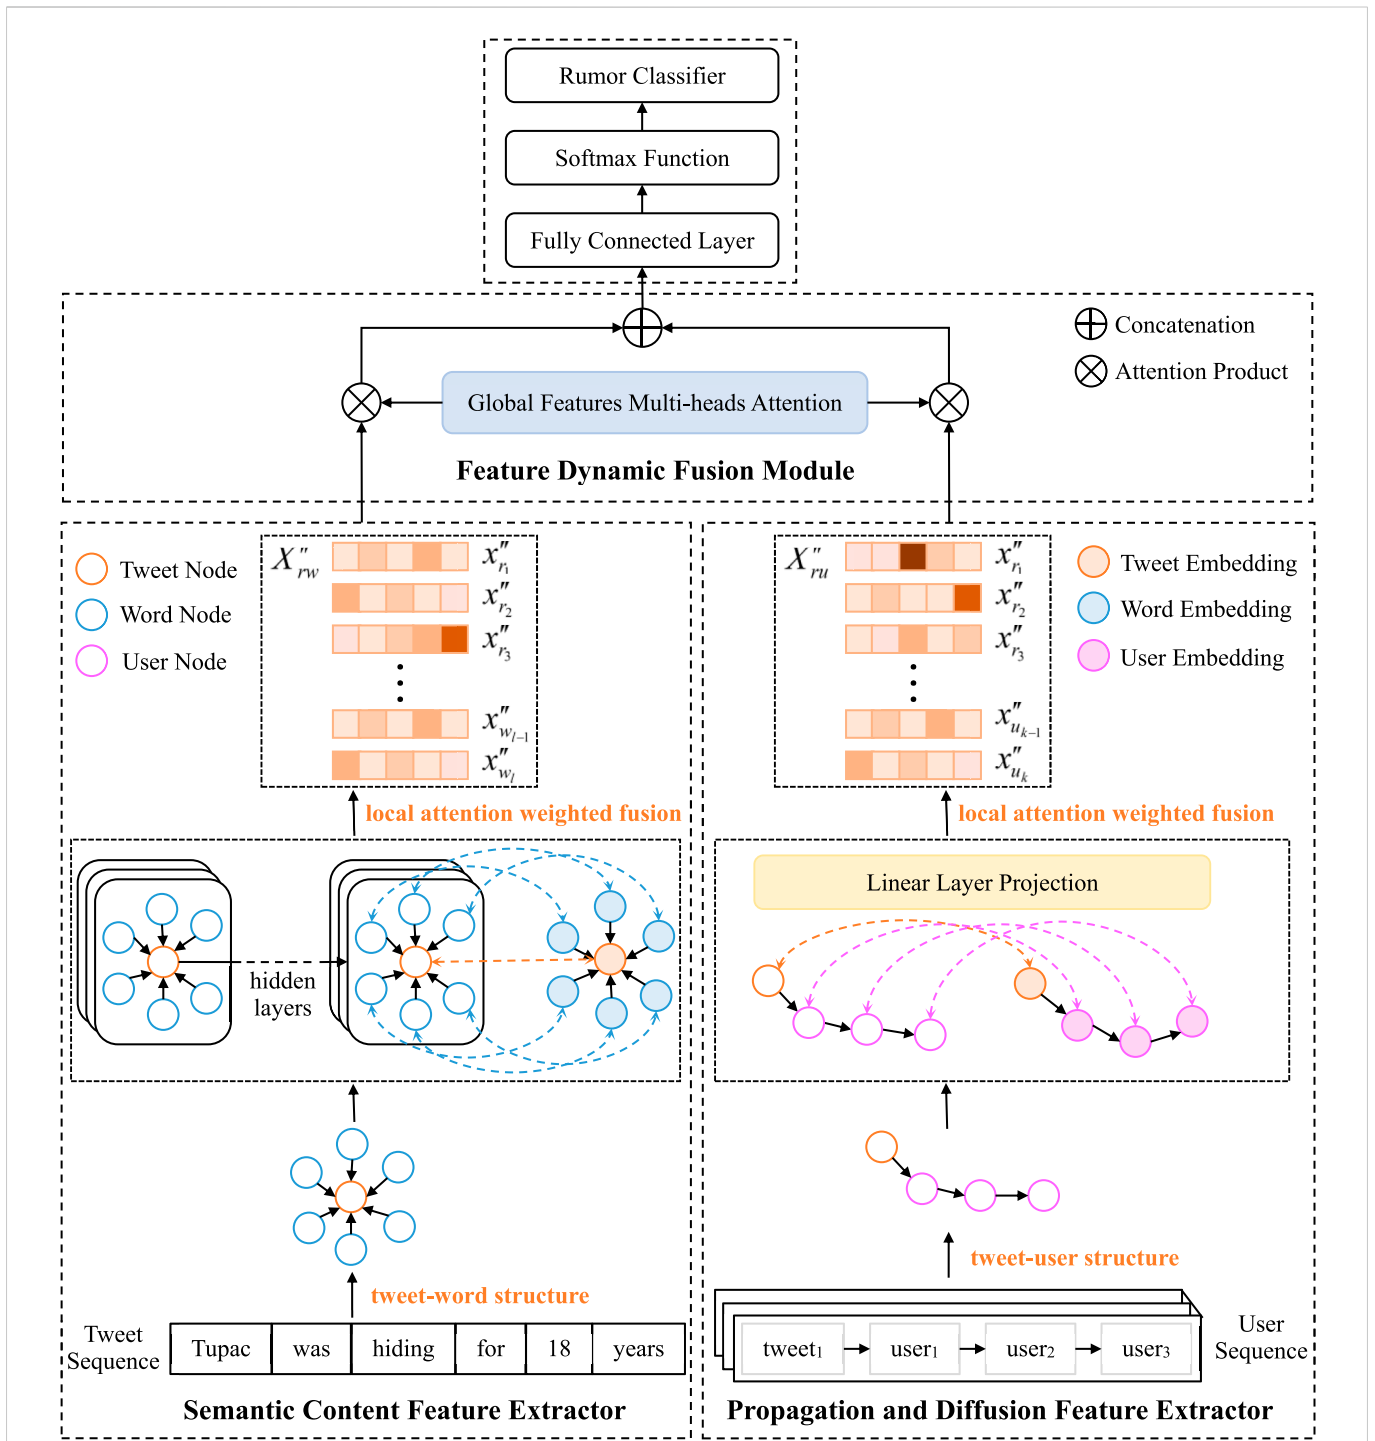 Rumor Classifier
Softmax Function
Fully Connected Layer
Concatenation
Attention Product
Global Features Multi-heads Attention
Feature Dynamic Fusion Module
Tweet Node
Word Node
User Node
X″rw
x″r1
x″r2
x″r3
x″wl−1
x″wl
X″ru
x″r1
x″r2
x″r3
x″uk−1
x″uk
Tweet Embedding
Word Embedding
User Embedding
local attention weighted fusion
local attention weighted fusion
hidden
layers
Linear Layer Projection
tweet-word structure
tweet-user structure
Tweet
Sequence
Tupac was hiding for 18 years
tweet1 user1 user2 user3
User
Sequence
Semantic Content Feature Extractor
Propagation and Diffusion Feature Extractor